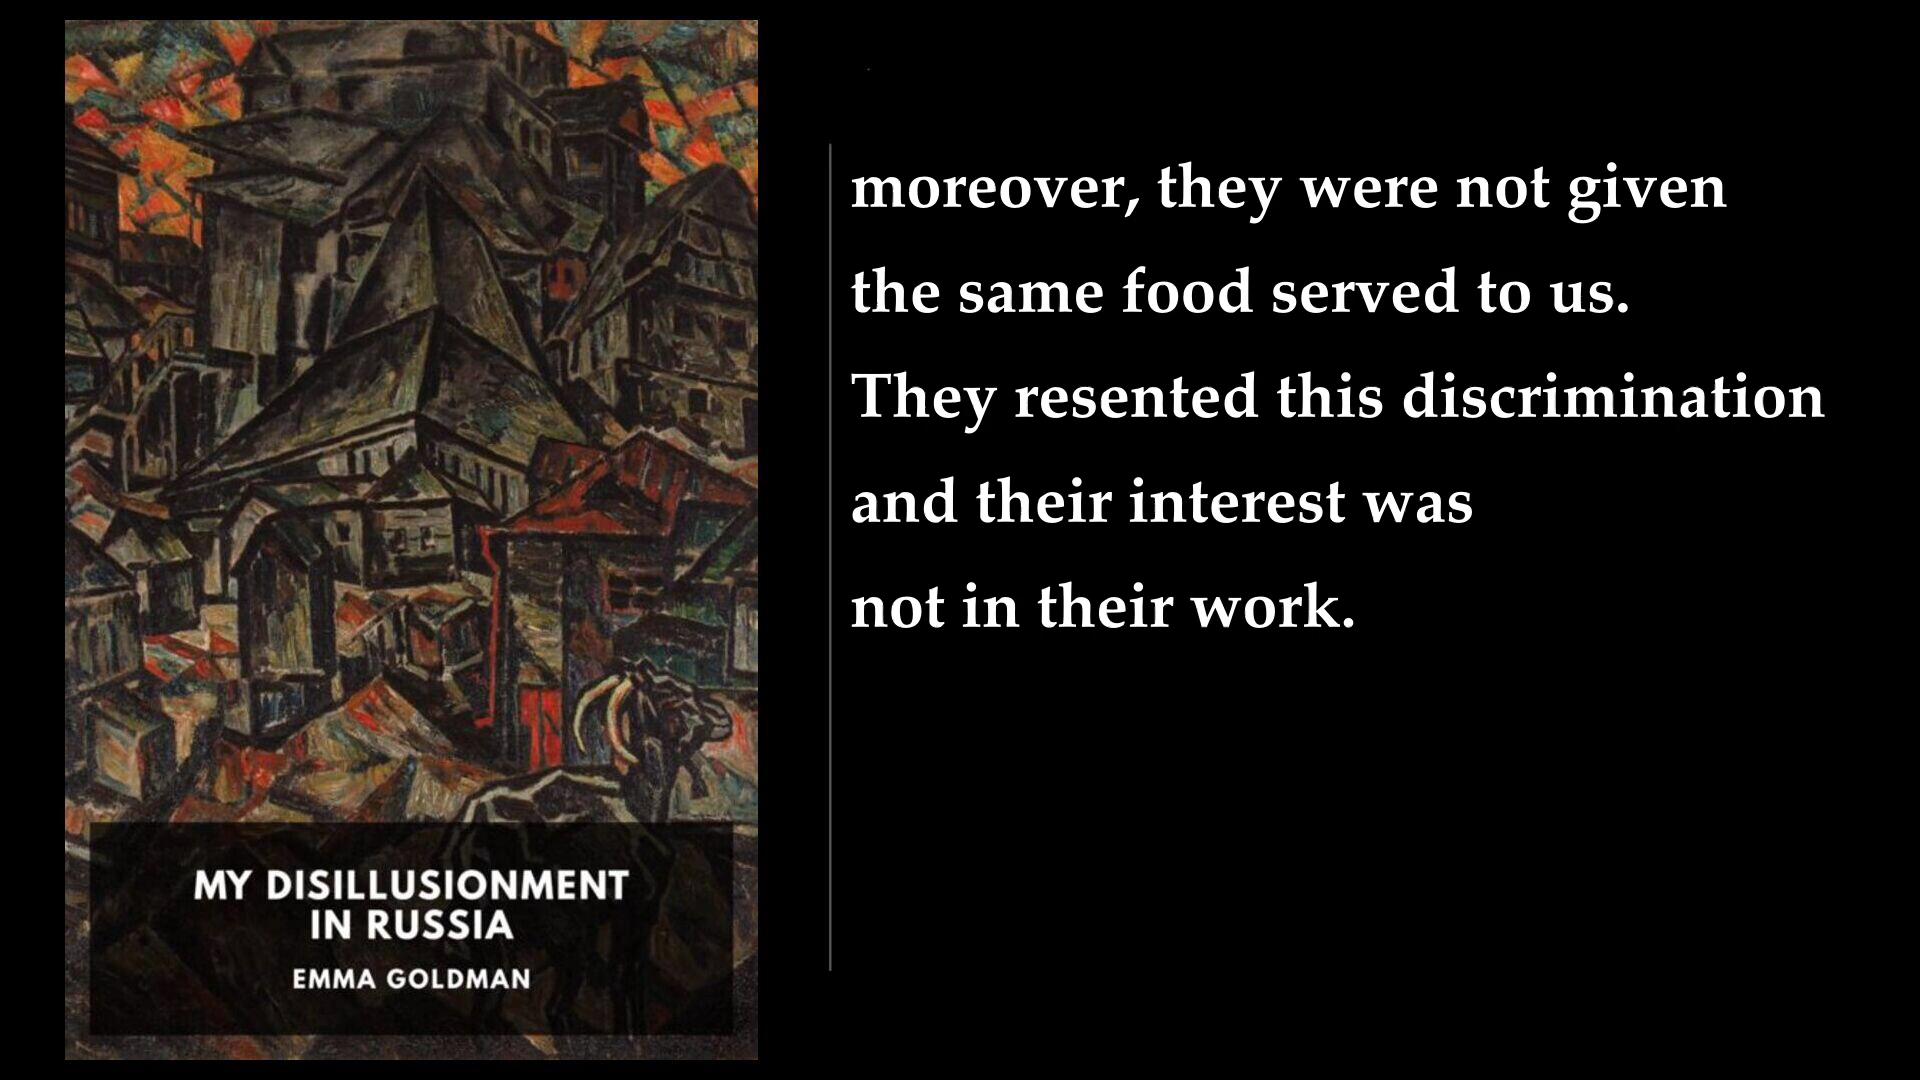 moreover, they were not given
the same food served to us.
They resented this discrimination
and their interest was
not in their work.
MY DISILLUSIONMENT
IN RUSSIA
EMMA GOLDMAN